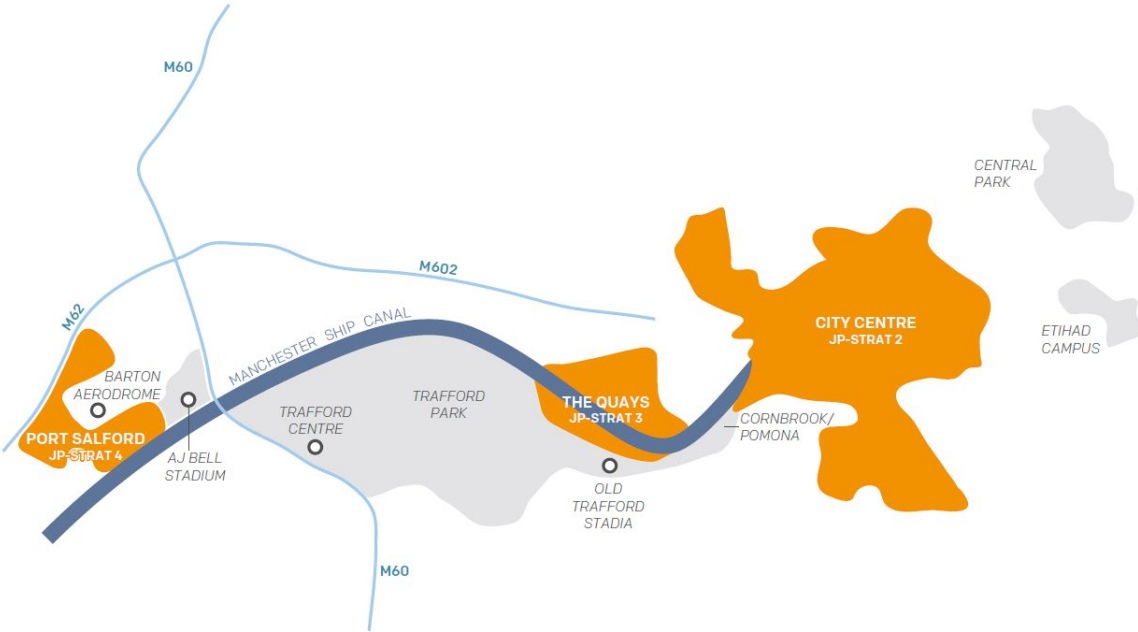 M60
CENTRAL
PARK
M602
M62
MANCHESTER SHIP CANAL
CITY CENTRE
JP-STRAT 2
ETIHAD
CAMPUS
BARTON
AERODROME
TRAFFORD
PARK
THE QUAYS
JP-STRAT 3
TRAFFORD
CENTRE
CORNBROOK/
POMONA
PORT SALFORD
JP-STRAT 4
AJ BELL
STADIUM
OLD
TRAFFORD
STADIA
M60